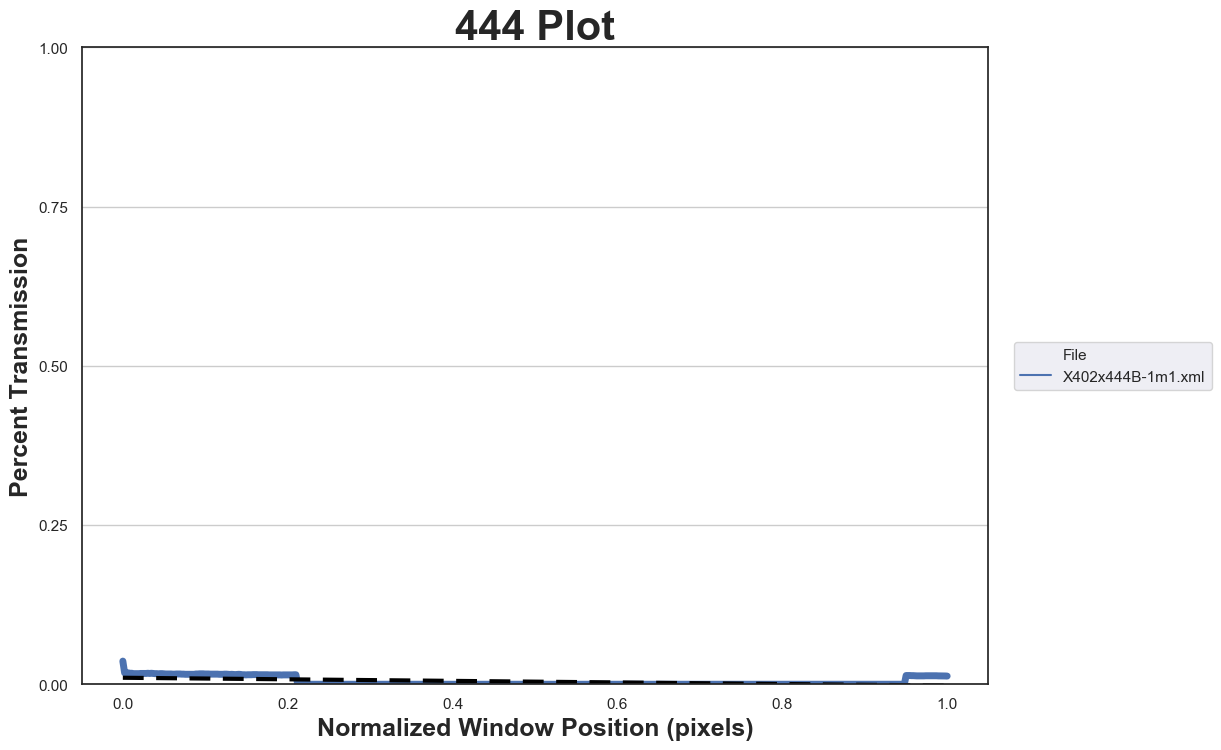 444 Plot
1.00
0.75
0.50
0.25
0.00
Percent Transmission
0.0
0.2
0.4
0.6
0.8
1.0
Normalized Window Position (pixels)
File
X402x444B-1m1.xml